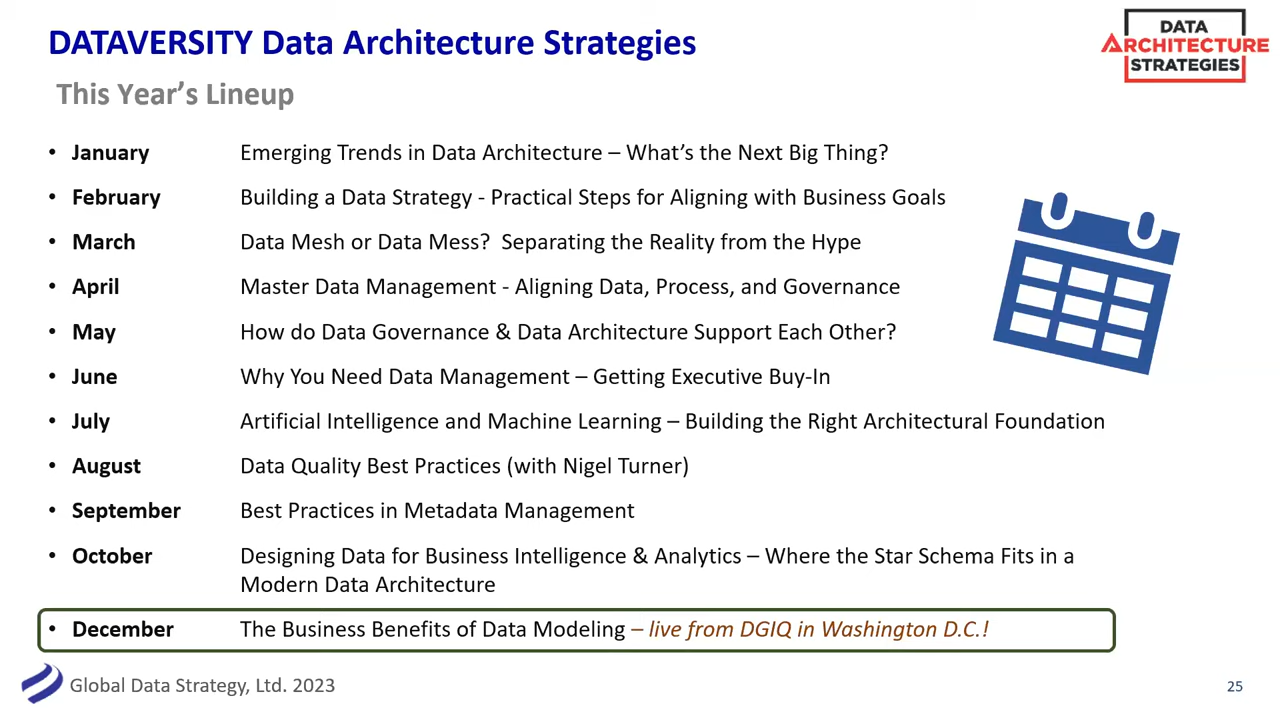 DATAVERSITY Data Architecture Strategies
DATA
ARCHITECTURE
STRATEGIES
This Year’s Lineup
• January Emerging Trends in Data Architecture – What’s the Next Big Thing?
• February Building a Data Strategy - Practical Steps for Aligning with Business Goals
• March Data Mesh or Data Mess? Separating the Reality from the Hype
• April Master Data Management - Aligning Data, Process, and Governance
• May How do Data Governance & Data Architecture Support Each Other?
• June Why You Need Data Management – Getting Executive Buy-In
• July Artificial Intelligence and Machine Learning – Building the Right Architectural Foundation
• August Data Quality Best Practices (with Nigel Turner)
• September Best Practices in Metadata Management
• October Designing Data for Business Intelligence & Analytics – Where the Star Schema Fits in a
Modern Data Architecture
• December The Business Benefits of Data Modeling – live from DGIQ in Washington D.C.!
Global Data Strategy, Ltd. 2023
25